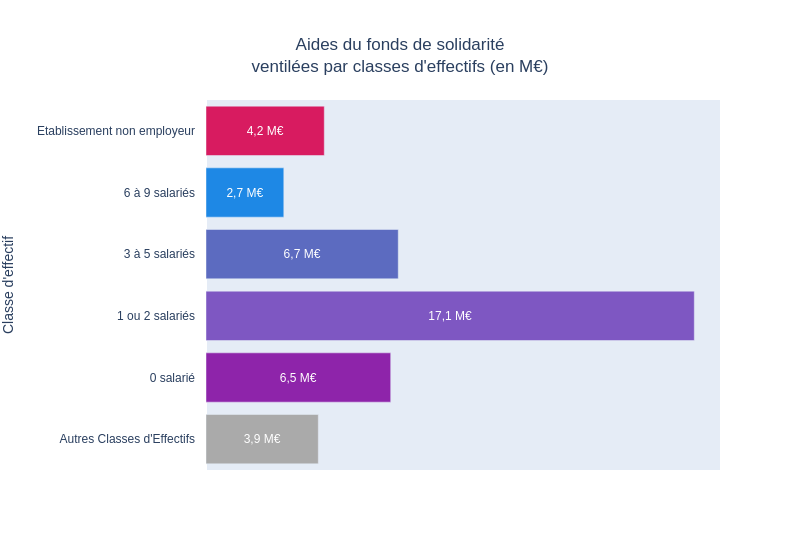 Aides du fonds de solidarité
ventilées par classes d'effectifs (en M€)
Classe d'effectif
Etablissement non employeur
4,2 M€
6 à 9 salariés
2,7 M€
3 à 5 salariés
6,7 M€
1 ou 2 salariés
17,1 M€
0 salarié
6,5 M€
Autres Classes d'Effectifs
3,9 M€